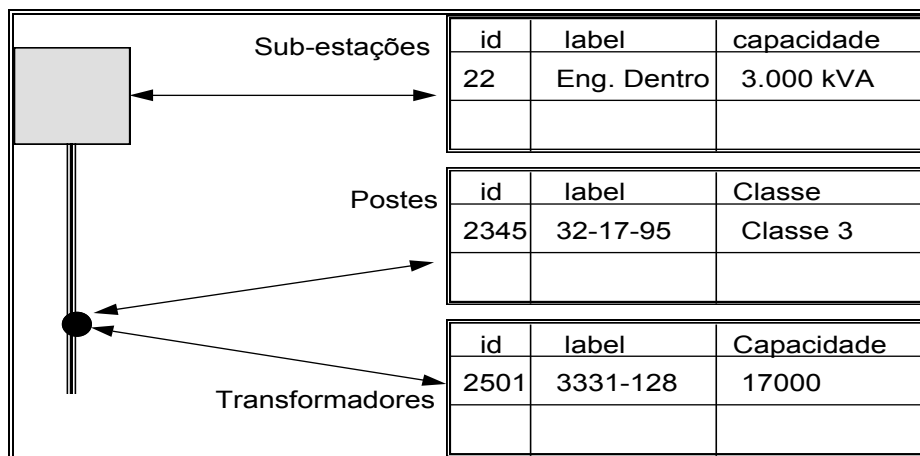 Sub-estações
id label capacidade
22 Eng. Dentro 3.000 kVA
Postes
id label Classe
2345 32-17-95 Classe 3
Transformadores
id label Capacidade
2501 3331-128 17000